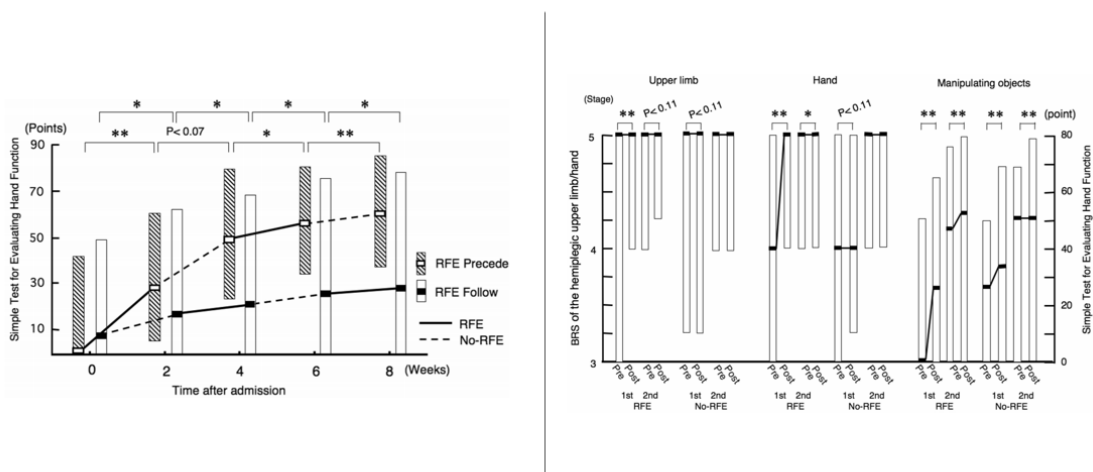 * * * *
(Points) ** P< 0.07 * **
90
70
50
30
10
Simple Test for Evaluating Hand Function
RFE Precede
RFE Follow
RFE
No-RFE
0 2 4 6 8 (Weeks)
Time after admission
Upper limb Hand Manipulating objects
(Stage) ** P< 0.11 P< 0.11 ** * P< 0.11 ** ** ** ** (point)
5
4
3
BRS of the hemiplegic upper limb/hand
80
60
40
20
0
Simple Test for Evaluating Hand Function
Pre Post Pre Post Pre Post Pre Post Pre Post Pre Post Pre Post Pre Post Pre Post Pre Post Pre Post Pre Post
1st 2nd 1st 2nd 1st 2nd 1st 2nd 1st 2nd 1st 2nd
RFE No-RFE RFE No-RFE RFE No-RFE